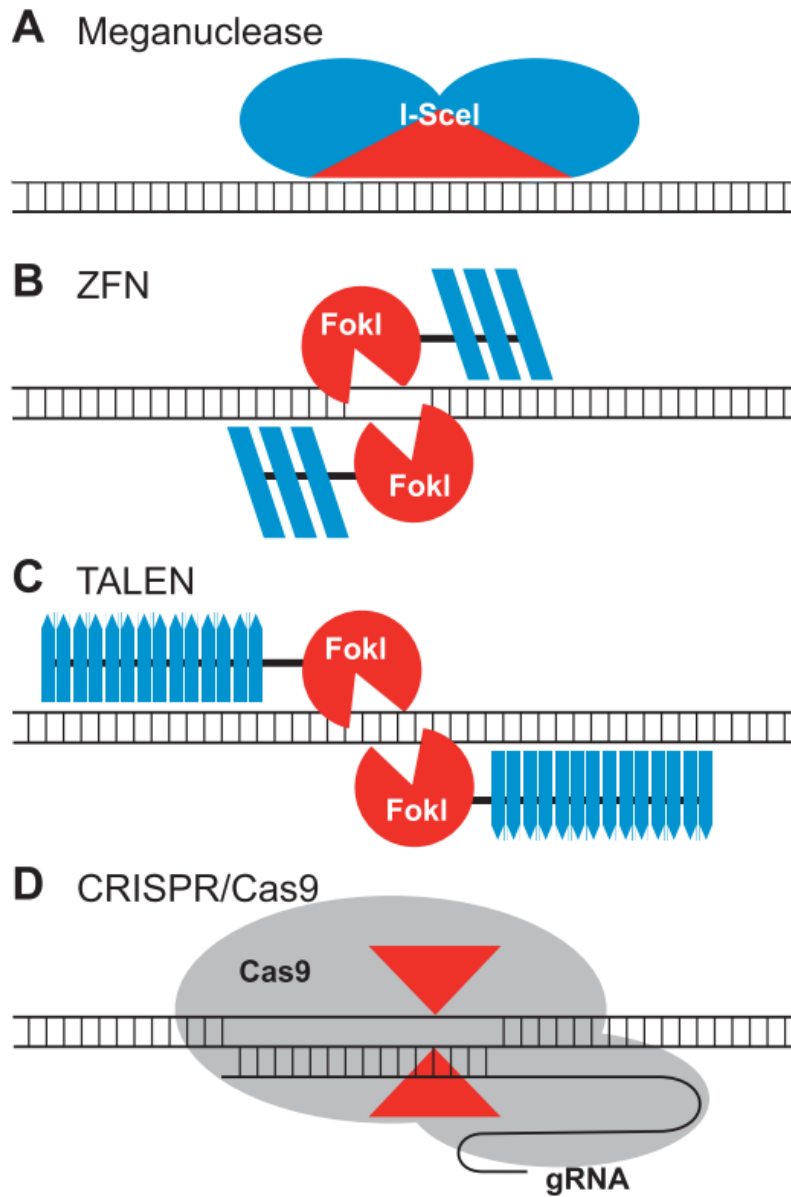 A Meganuclease
I-SceI
B ZFN
FokI
FokI
C TALEN
FokI
FokI
D CRISPR/Cas9
Cas9
gRNA